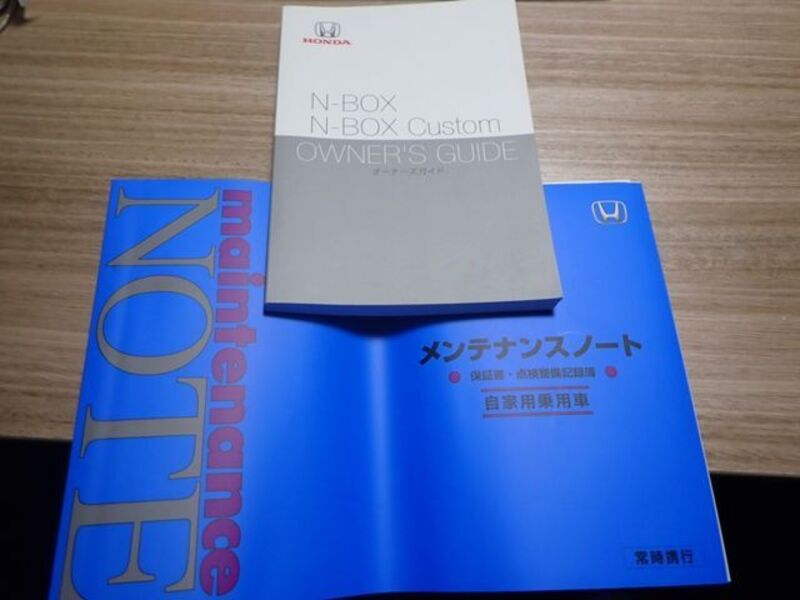 HONDA
N-BOX
N-BOX Custom
OWNER'S GUIDE
オーナーズガイド
maintenance
NOTE
メンテナンスノート
保証書・点検整備記録簿
自家用乗用車
常時携行